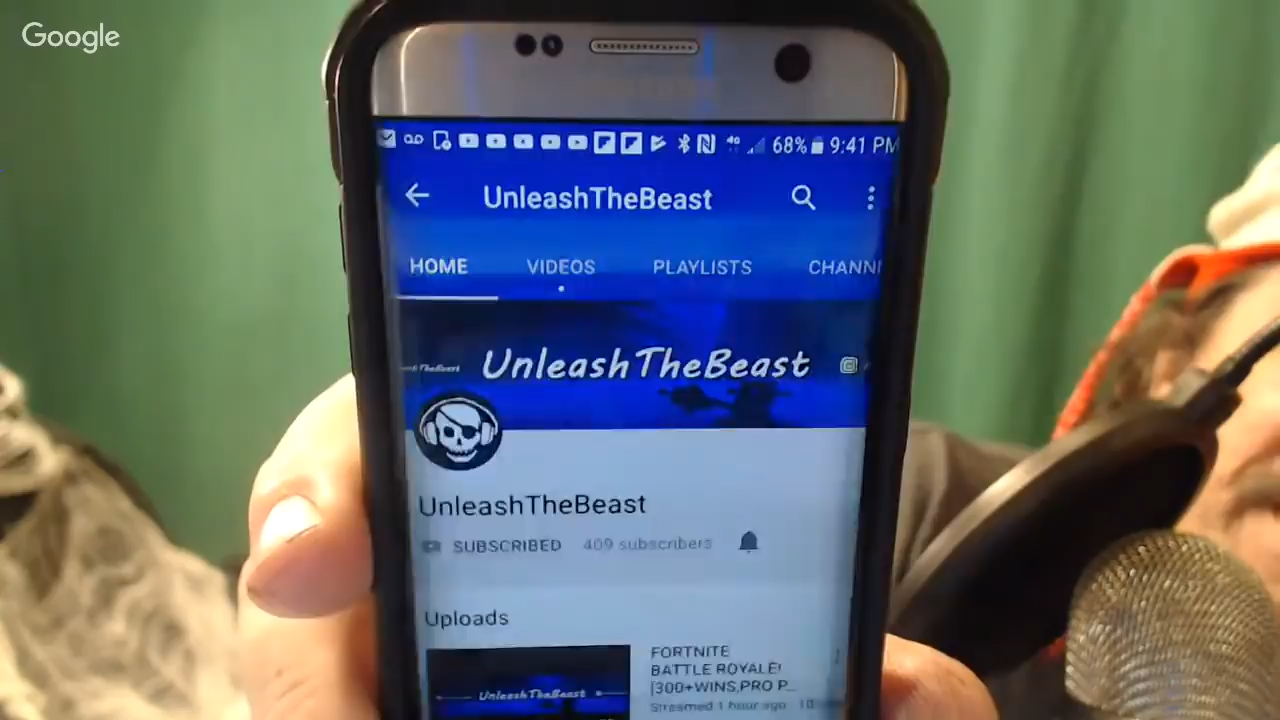 Google
68% 9:41 PM
UnleashTheBeast
HOME VIDEOS PLAYLISTS CHANN
UnleashTheBeast
UnleashTheBeast
SUBSCRIBED 409 subscribers
Uploads
UnleashTheBeast
FORTNITE
BATTLE ROYALE!
[300+WINS,PRO P...
Streamed 1 hour ago